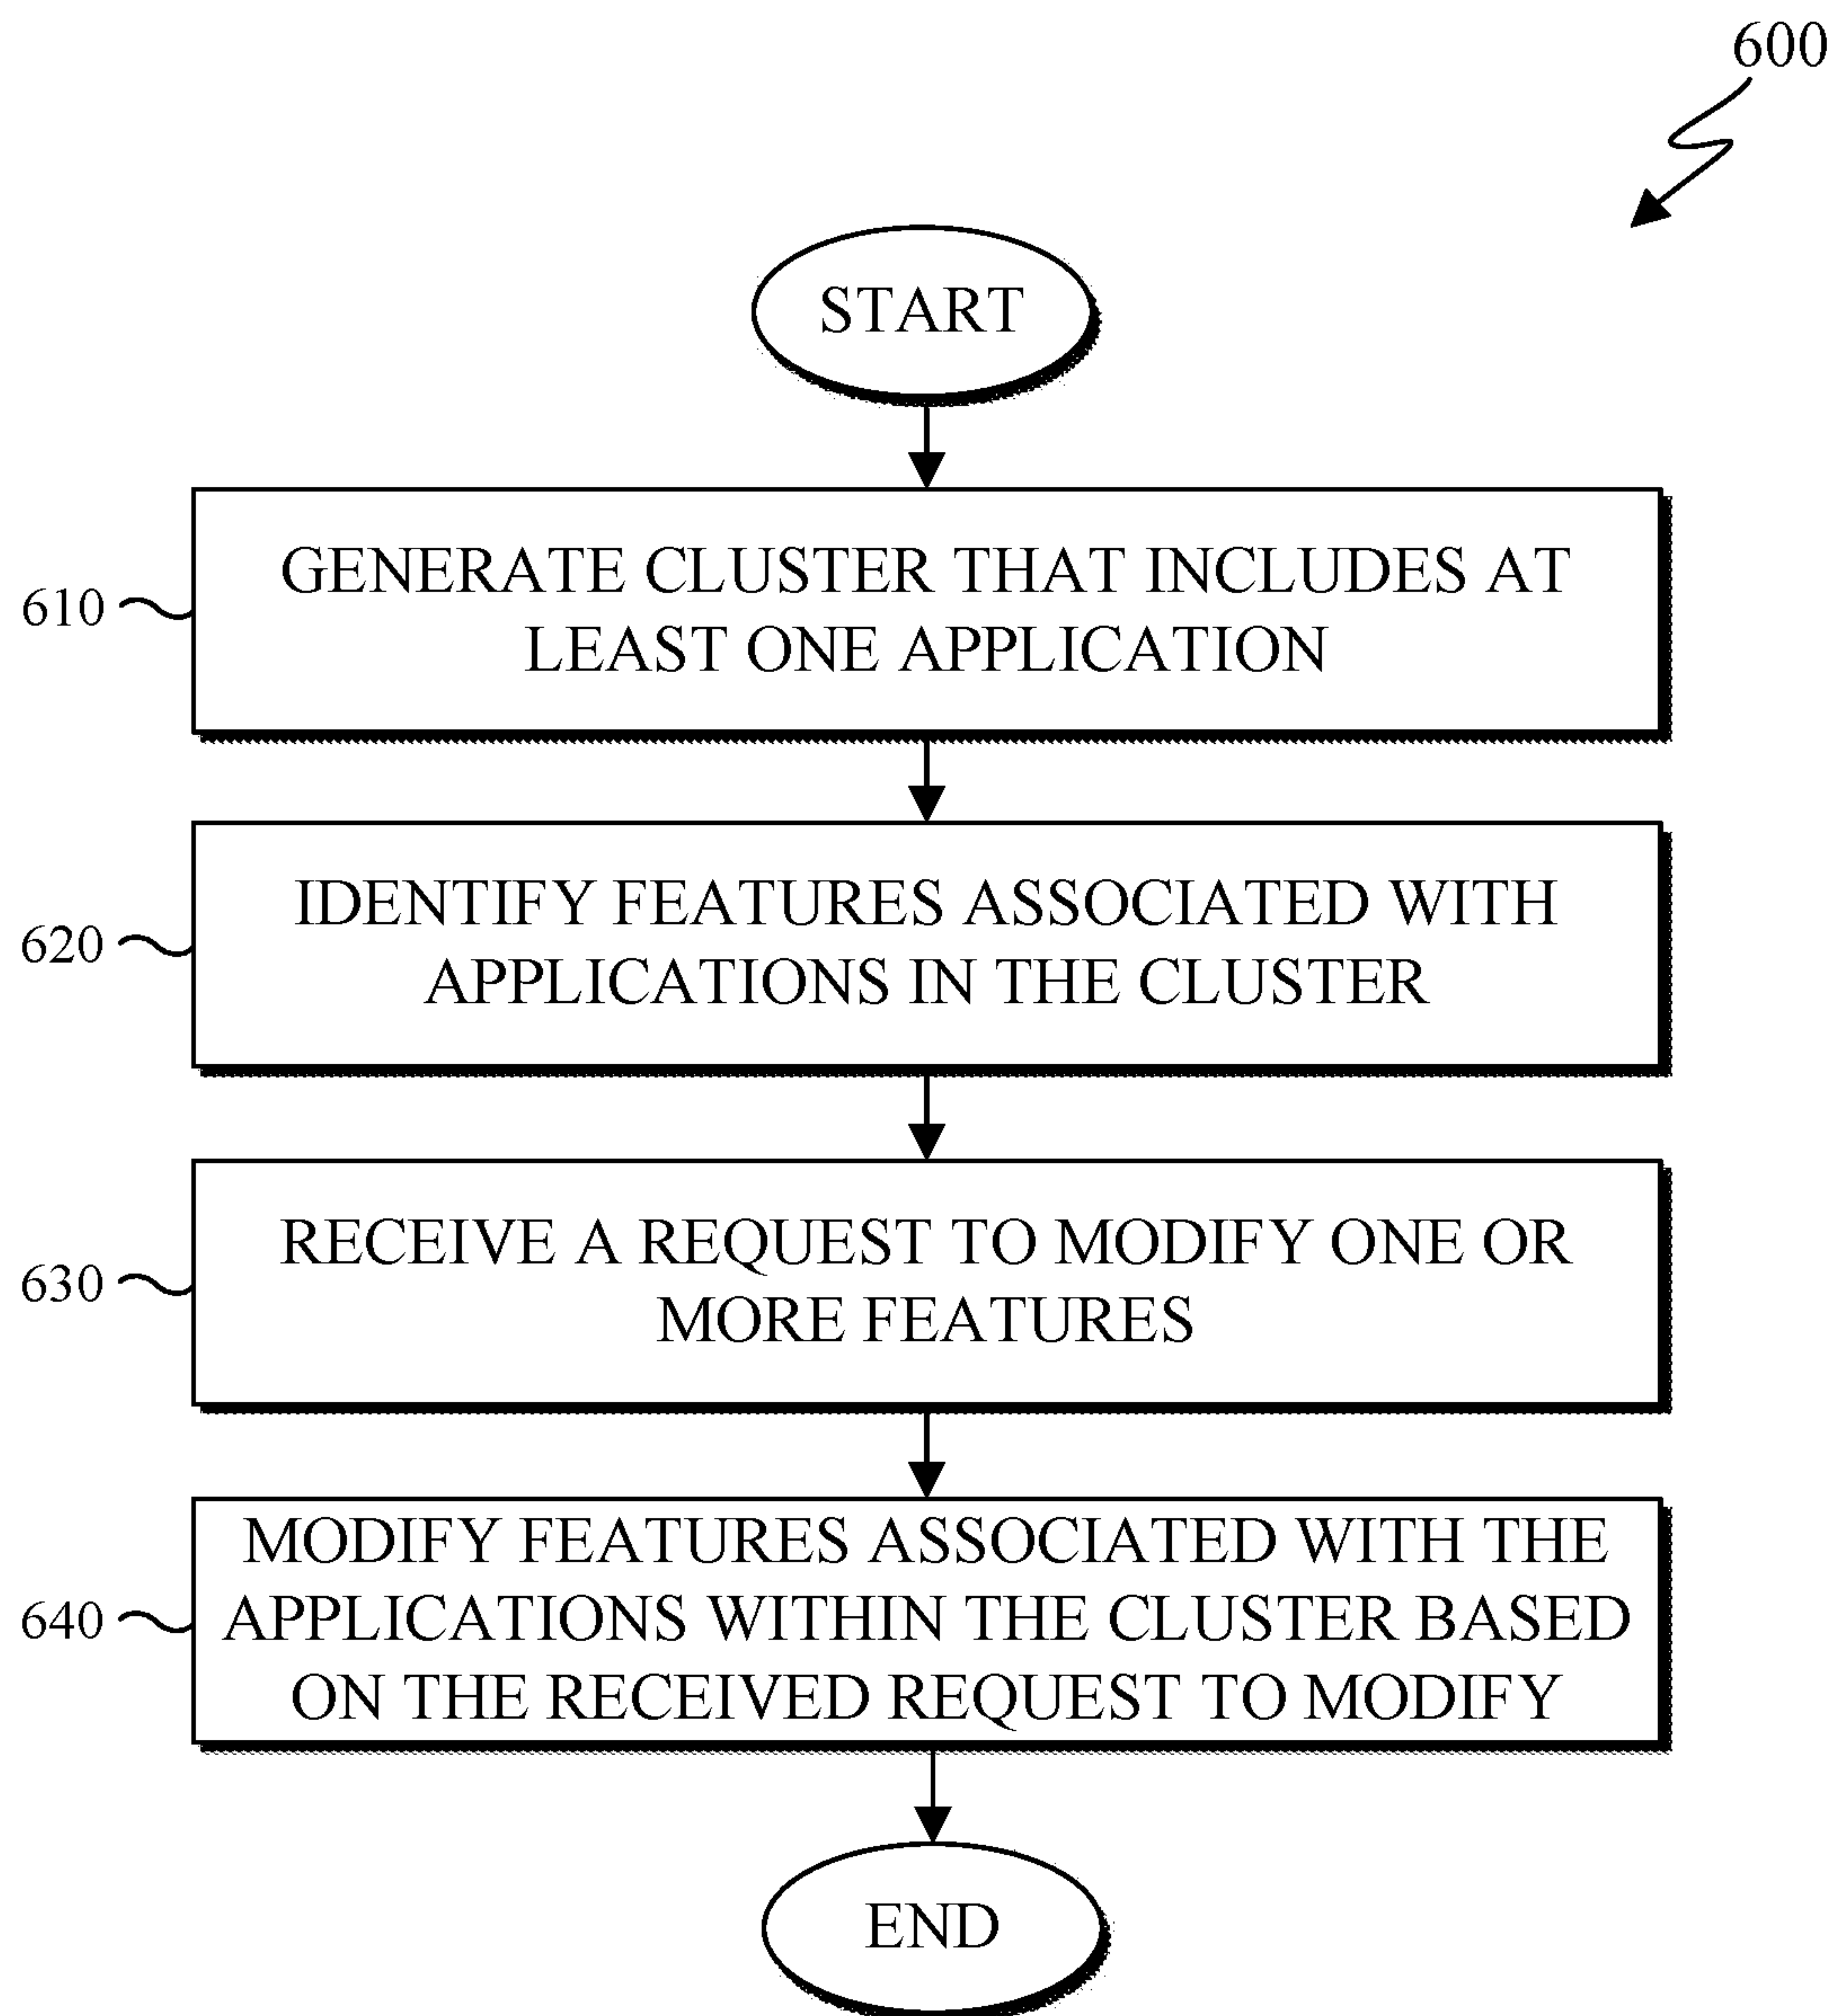 600
START
GENERATE CLUSTER THAT INCLUDES AT
LEAST ONE APPLICATION
610
IDENTIFY FEATURES ASSOCIATED WITH
APPLICATIONS IN THE CLUSTER
620
RECEIVE A REQUEST TO MODIFY ONE OR
MORE FEATURES
630
MODIFY FEATURES ASSOCIATED WITH THE
APPLICATIONS WITHIN THE CLUSTER BASED
ON THE RECEIVED REQUEST TO MODIFY
640
END